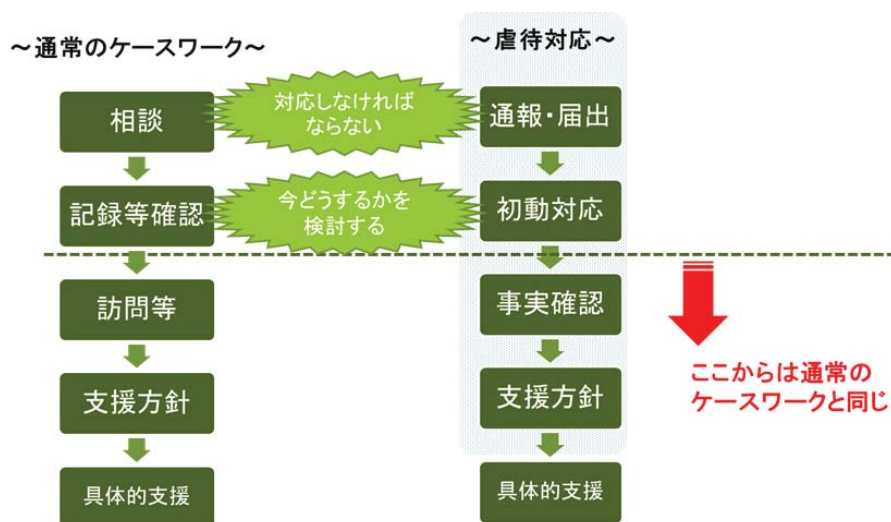 ～通常のケースワーク～
～虐待対応～
相談
対応しなければ
ならない
通報・届出
記録等確認
今どうするかを
検討する
初動対応
訪問等
事実確認
ここからは通常の
ケースワークと同じ
支援方針
支援方針
具体的支援
具体的支援